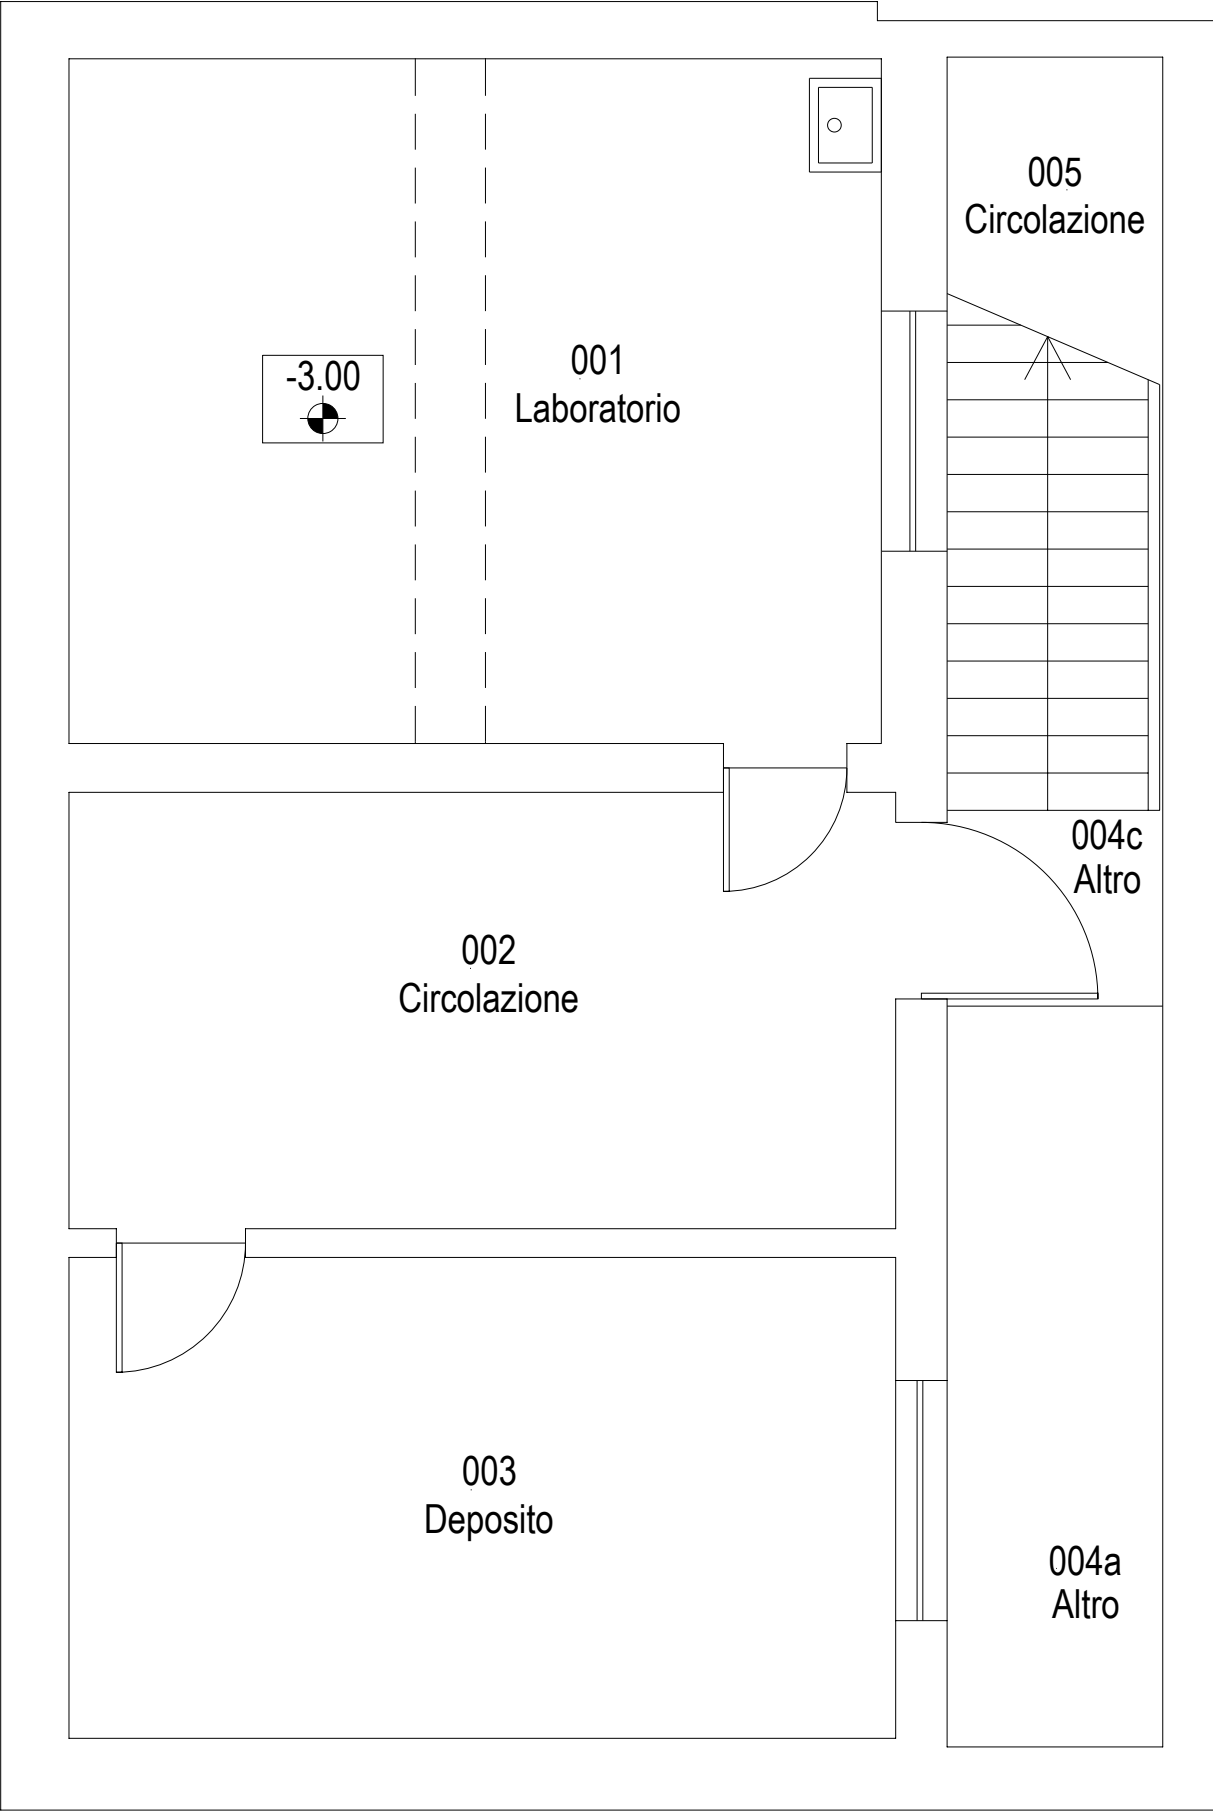 005
Circolazione
-3.00
001
Laboratorio
004c
Altro
002
Circolazione
003
Deposito
004a
Altro